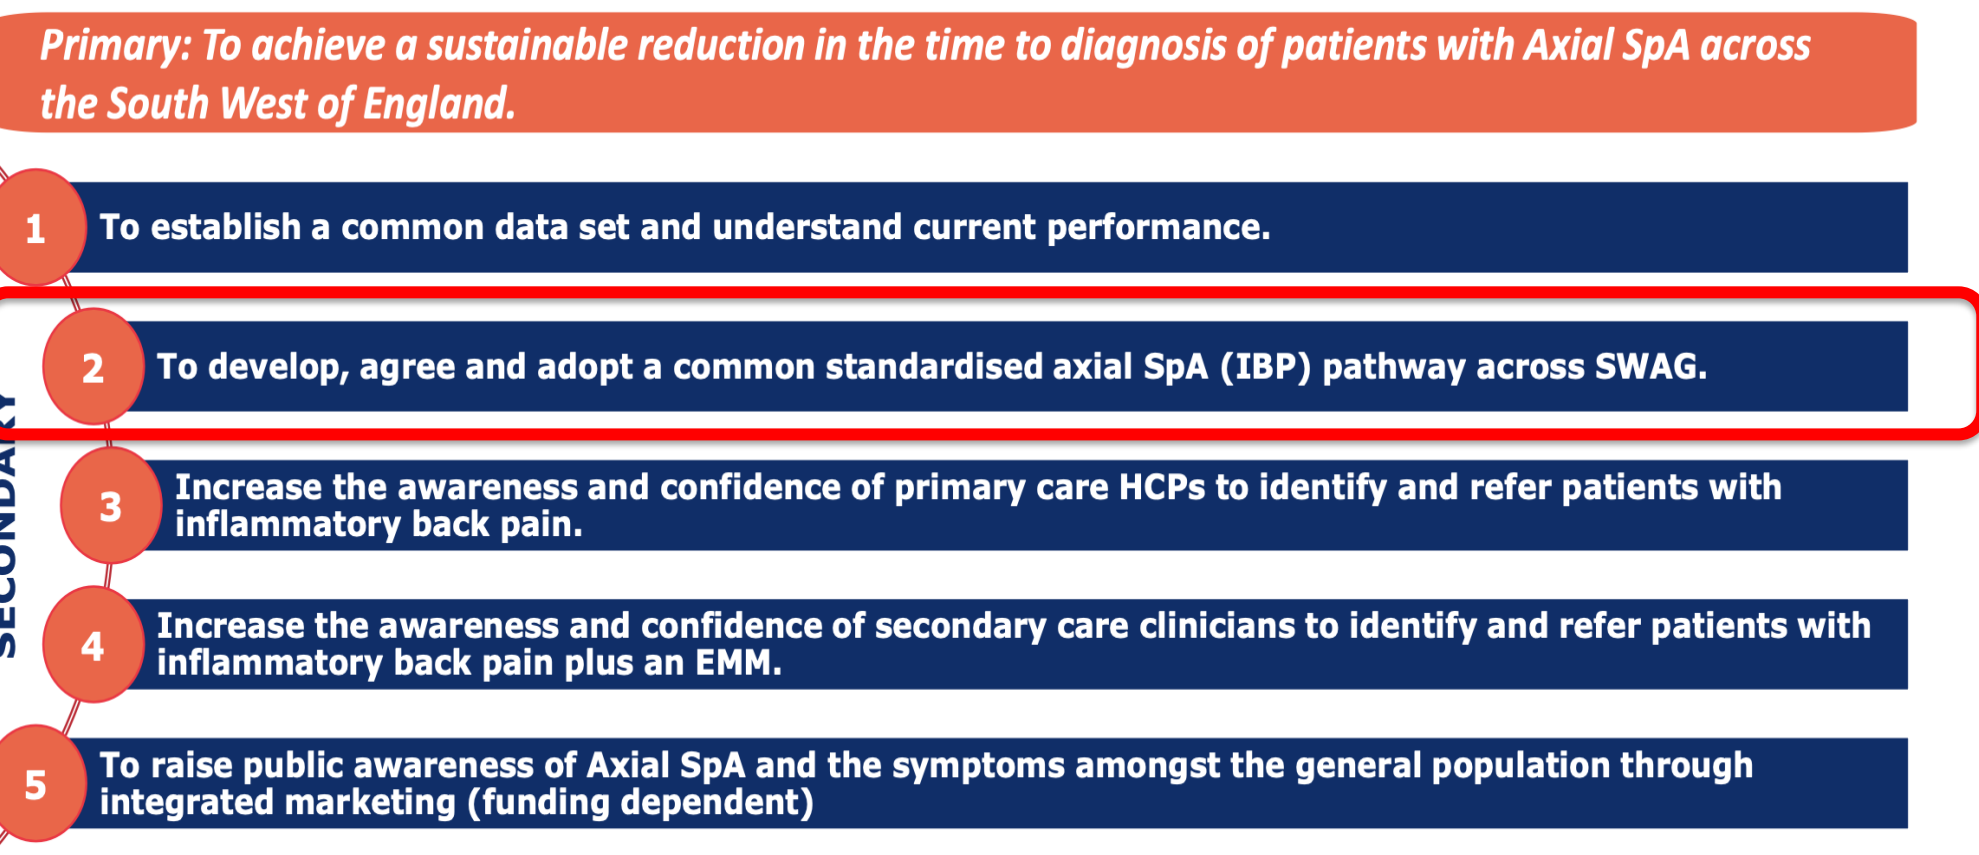 Primary: To achieve a sustainable reduction in the time to diagnosis of patients with Axial SpA across
the South West of England.
SECONDARY
1
To establish a common data set and understand current performance.
2
To develop, agree and adopt a common standardised axial SpA (IBP) pathway across SWAG.
3
Increase the awareness and confidence of primary care HCPs to identify and refer patients with
inflammatory back pain.
4
Increase the awareness and confidence of secondary care clinicians to identify and refer patients with
inflammatory back pain plus an EMM.
5
To raise public awareness of Axial SpA and the symptoms amongst the general population through
integrated marketing (funding dependent)